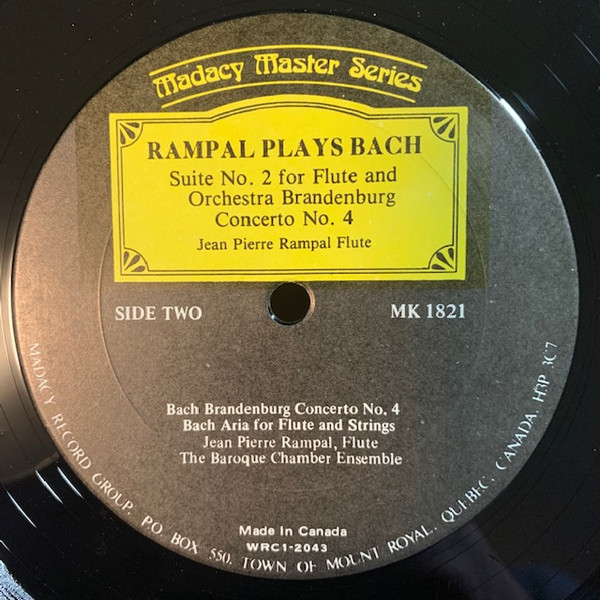 Madacy Master Series
RAMPAL PLAYS BACH
Suite No. 2 for Flute and
Orchestra Brandenburg
Concerto No. 4
Jean Pierre Rampal Flute
SIDE TWO
MK 1821
Bach Brandenburg Concerto No. 4
Bach Aria for Flute and Strings
Jean Pierre Rampal, Flute
The Baroque Chamber Ensemble
Made In Canada
WRC1-2043
MADACY RECORD GROUP, P.O. BOX 550, TOWN OF MOUNT ROYAL, QUEBEC, CANADA, H3P 3C7